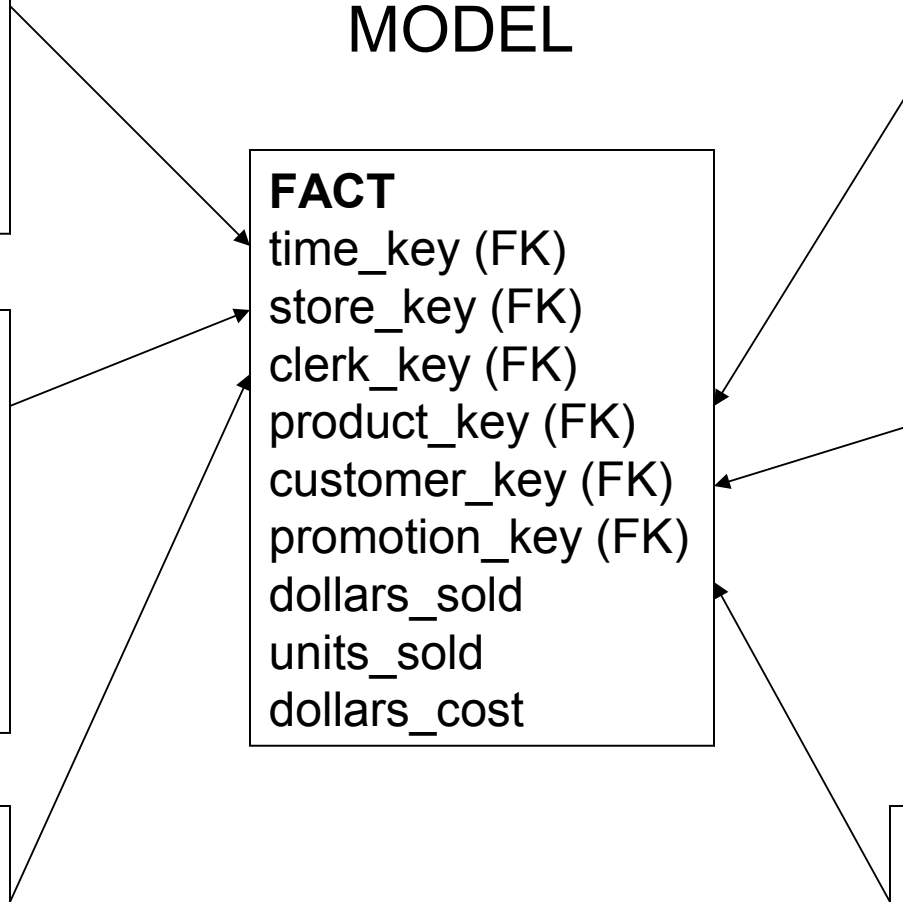 MODEL
FACT
time_key (FK)
store_key (FK)
clerk_key (FK)
product_key (FK)
customer_key (FK)
promotion_key (FK)
dollars_sold
units_sold
dollars_cost